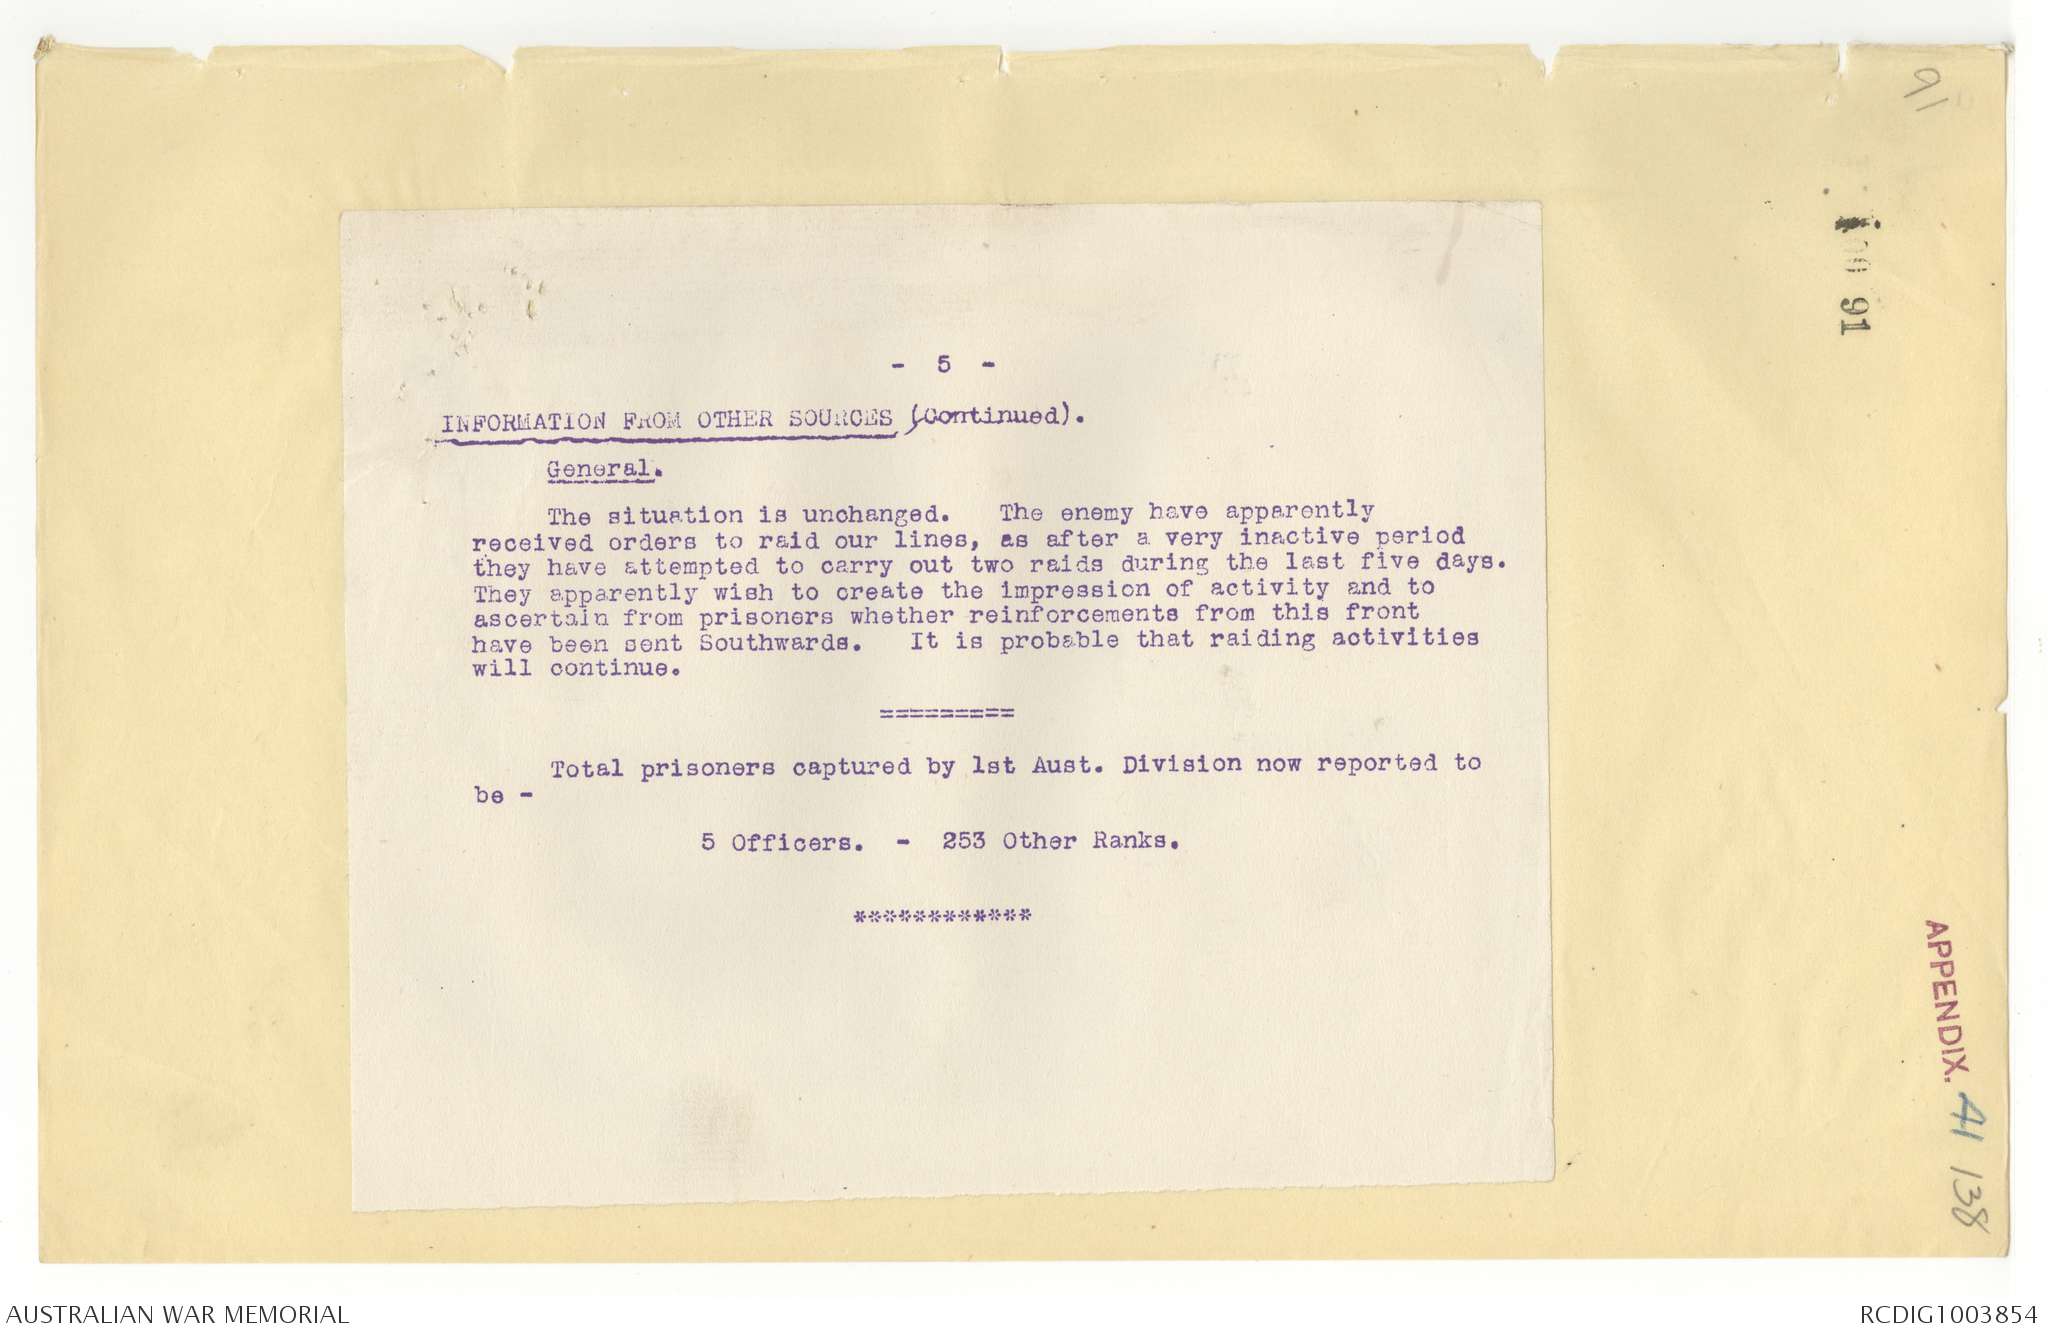 - 5 -
INFORMATION FROM OTHER SOURCES (Continued).
General.
The situation is unchanged. The enemy have apparently
received orders to raid our lines, as after a very inactive period
they have attempted to carry out two raids during the last five days.
They apparently wish to create the impression of activity and to
ascertain from prisoners whether reinforcements from this front
have been sent Southwards. It is probable that raiding activities
will continue.
=========
Total prisoners captured by 1st Aust. Division now reported to
be -
5 Officers. - 253 Other Ranks.
************
91
91
APPENDIX. A1 138
AUSTRALIAN WAR MEMORIAL
RCDIG1003854